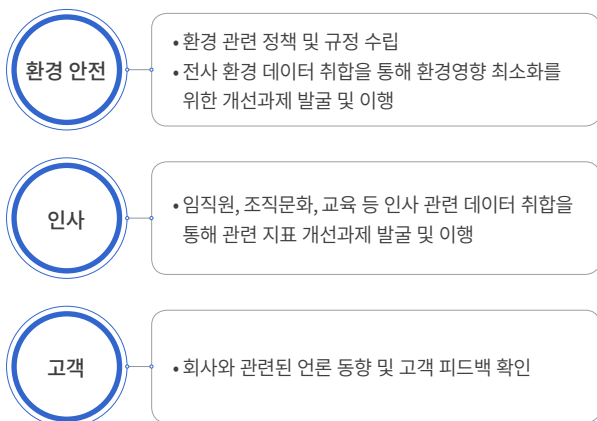 환경 안전
• 환경 관련 정책 및 규정 수립
• 전사 환경 데이터 취합을 통해 환경영향 최소화를
위한 개선과제 발굴 및 이행
인사
• 임직원, 조직문화, 교육 등 인사 관련 데이터 취합을
통해 관련 지표 개선과제 발굴 및 이행
고객
• 회사와 관련된 언론 동향 및 고객 피드백 확인